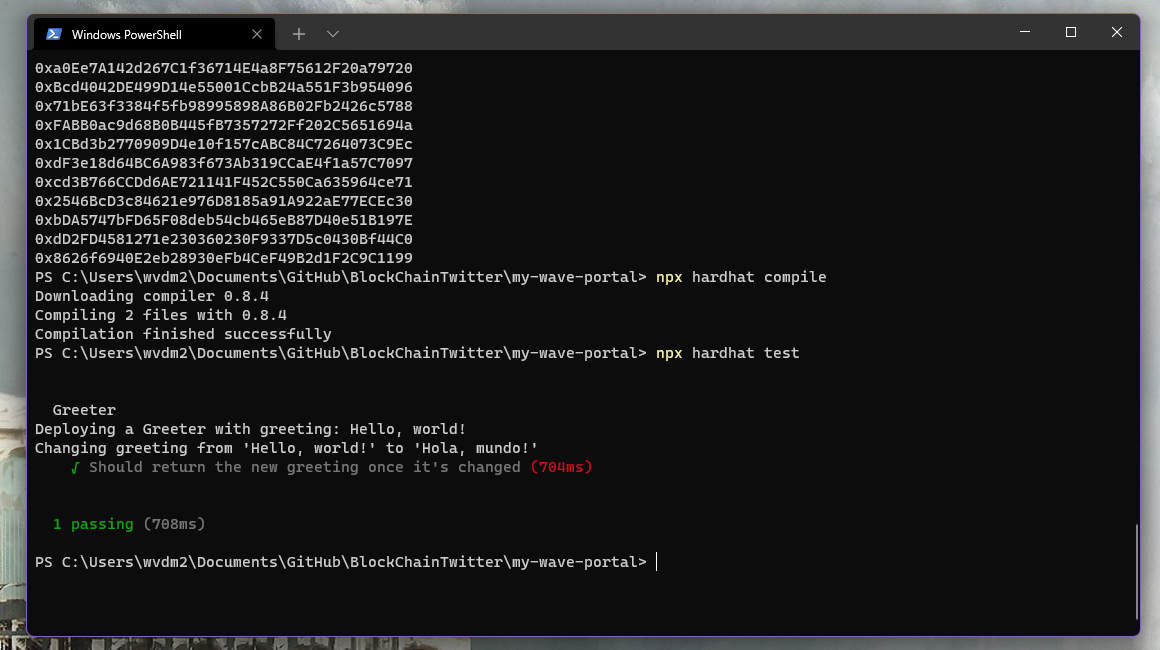 Windows PowerShell
0xa0Ee7A142d267C1f36714E4a8F75612F20a79720
0xBcd4042DE499D14e55001CcbB24a551F3b954096
0x71bE63f3384f5fb98995898A86B02Fb2426c5788
0xFABB0ac9d68B0B445fB7357272Ff202C5651694a
0x1CBd3b2770909D4e10f157cABC84C7264073C9Ec
0xdF3e18d64BC6A983f673Ab319CCaE4f1a57C7097
0xcd3B766CCDd6AE721141F452C550Ca635964ce71
0x2546BcD3c84621e976D8185a91A922aE77ECEc30
0xbDA5747bFD65F08deb54cb465eB87D40e51B197E
0xdD2FD4581271e230360230F9337D5c0430Bf44C0
0x8626f6940E2eb28930eFb4CeF49B2d1F2C9C1199
PS C:\Users\wvdm2\Documents\GitHub\BlockChainTwitter\my-wave-portal> npx hardhat compile
Downloading compiler 0.8.4
Compiling 2 files with 0.8.4
Compilation finished successfully
PS C:\Users\wvdm2\Documents\GitHub\BlockChainTwitter\my-wave-portal> npx hardhat test
Greeter
Deploying a Greeter with greeting: Hello, world!
Changing greeting from 'Hello, world!' to 'Hola, mundo!'
√ Should return the new greeting once it's changed (704ms)
1 passing (708ms)
PS C:\Users\wvdm2\Documents\GitHub\BlockChainTwitter\my-wave-portal>